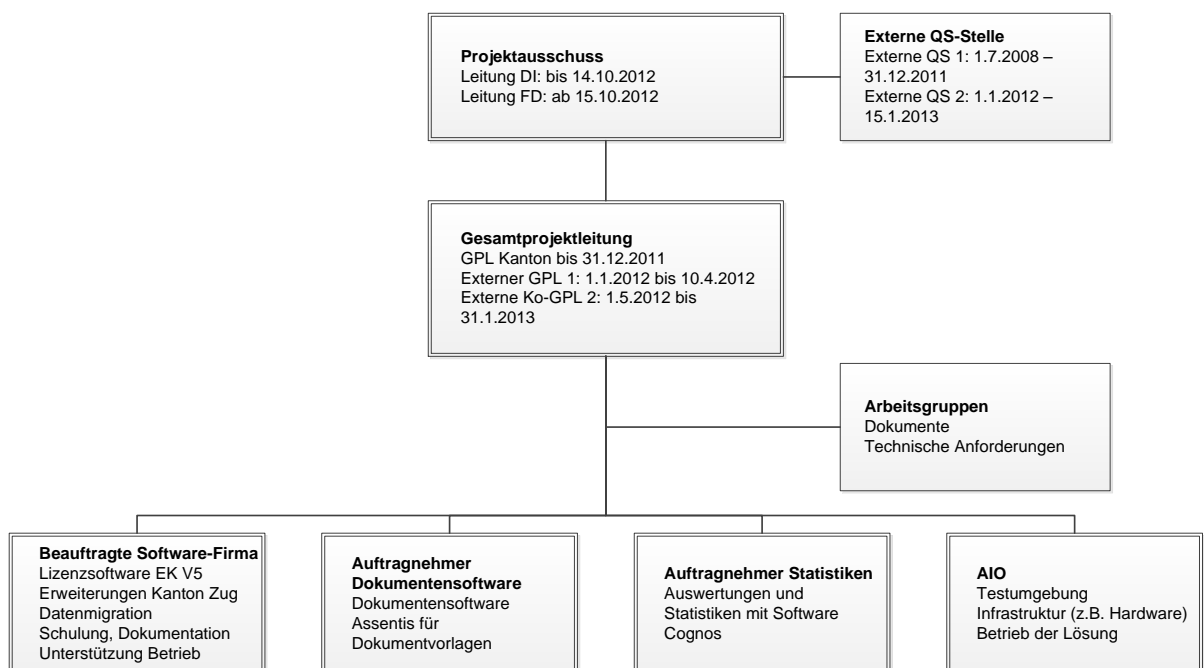 Projektausschuss
Leitung DI: bis 14.10.2012
Leitung FD: ab 15.10.2012
Externe QS-Stelle
Externe QS 1: 1.7.2008 –
31.12.2011
Externe QS 2: 1.1.2012 –
15.1.2013
Gesamtprojektleitung
GPL Kanton bis 31.12.2011
Externer GPL 1: 1.1.2012 bis 10.4.2012
Externe Ko-GPL 2: 1.5.2012 bis
31.1.2013
Arbeitsgruppen
Dokumente
Technische Anforderungen
Beauftragte Software-Firma
Lizenzsoftware EK V5
Erweiterungen Kanton Zug
Datenmigration
Schulung, Dokumentation
Unterstützung Betrieb
Auftragnehmer
Dokumentensoftware
Dokumentensoftware
Assentis für
Dokumentvorlagen
Auftragnehmer Statistiken
Auswertungen und
Statistiken mit Software
Cognos
AIO
Testumgebung
Infrastruktur (z.B. Hardware)
Betrieb der Lösung